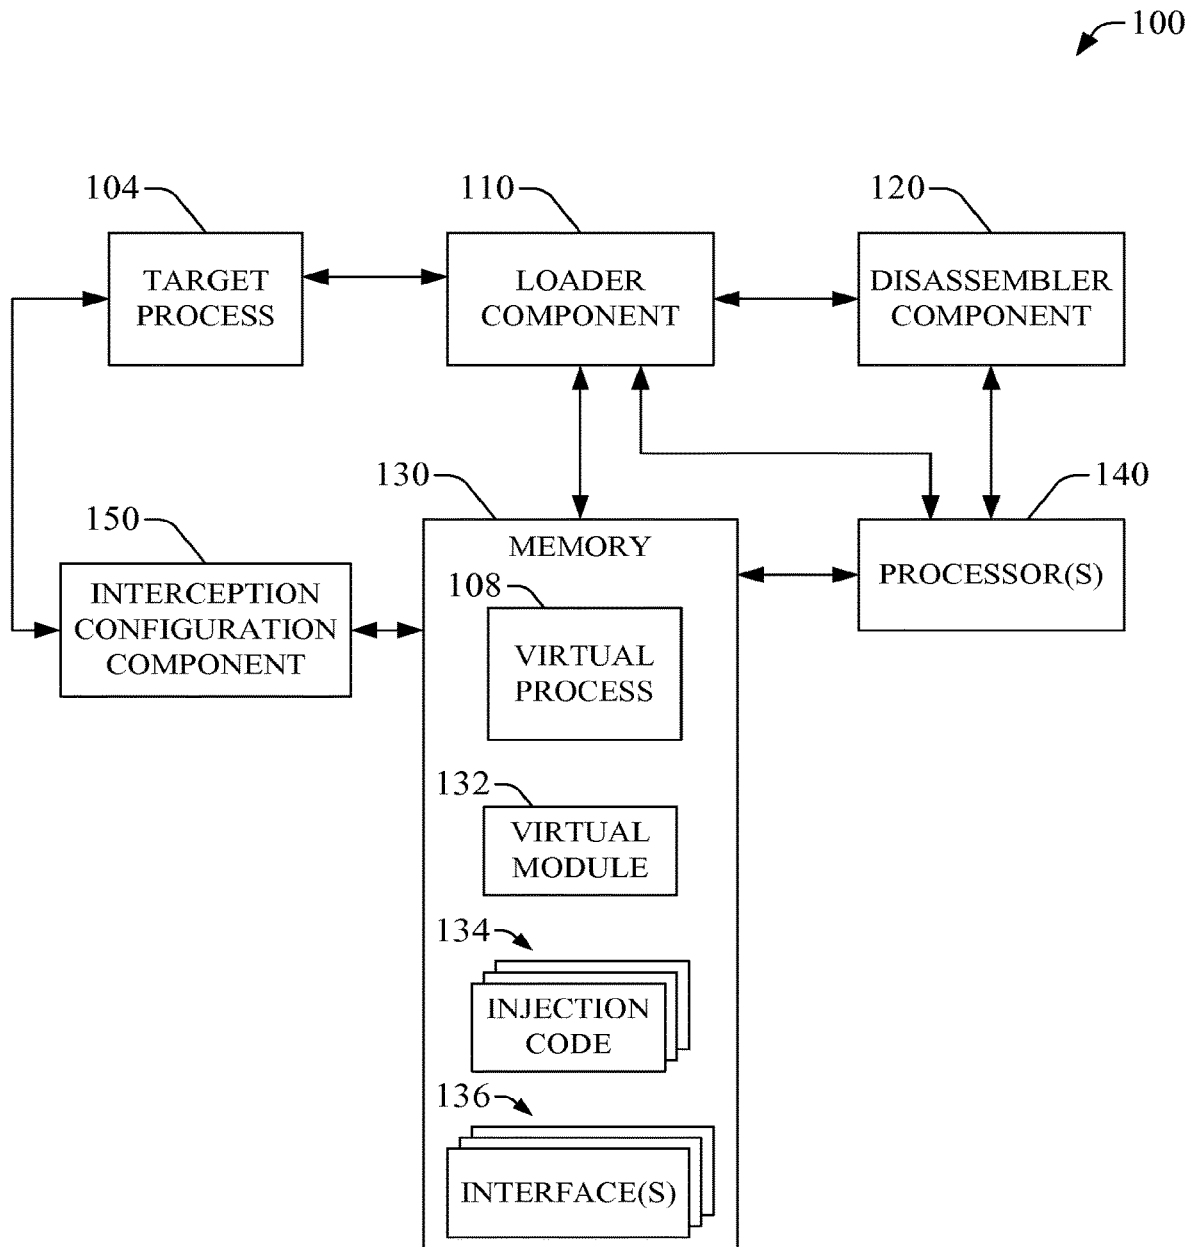 100
104
110
120
TARGET
PROCESS
LOADER
COMPONENT
DISASSEMBLER
COMPONENT
130
140
150
MEMORY
PROCESSOR(S)
INTERCEPTION
CONFIGURATION
COMPONENT
108
VIRTUAL
PROCESS
132
VIRTUAL
MODULE
134
INJECTION
CODE
136
INTERFACE(S)